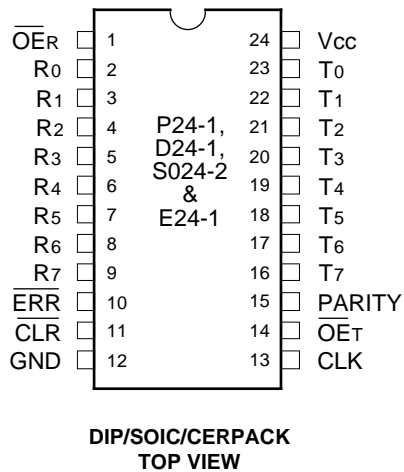 OER 1 24 Vcc
R0 2 23 T0
R1 3 22 T1
R2 4 21 T2
R3 5 20 T3
R4 6 19 T4
R5 7 18 T5
R6 8 17 T6
R7 9 16 T7
ERR 10 15 PARITY
CLR 11 14 OET
GND 12 13 CLK
P24-1,
D24-1,
S024-2
&
E24-1
DIP/SOIC/CERPACK
TOP VIEW